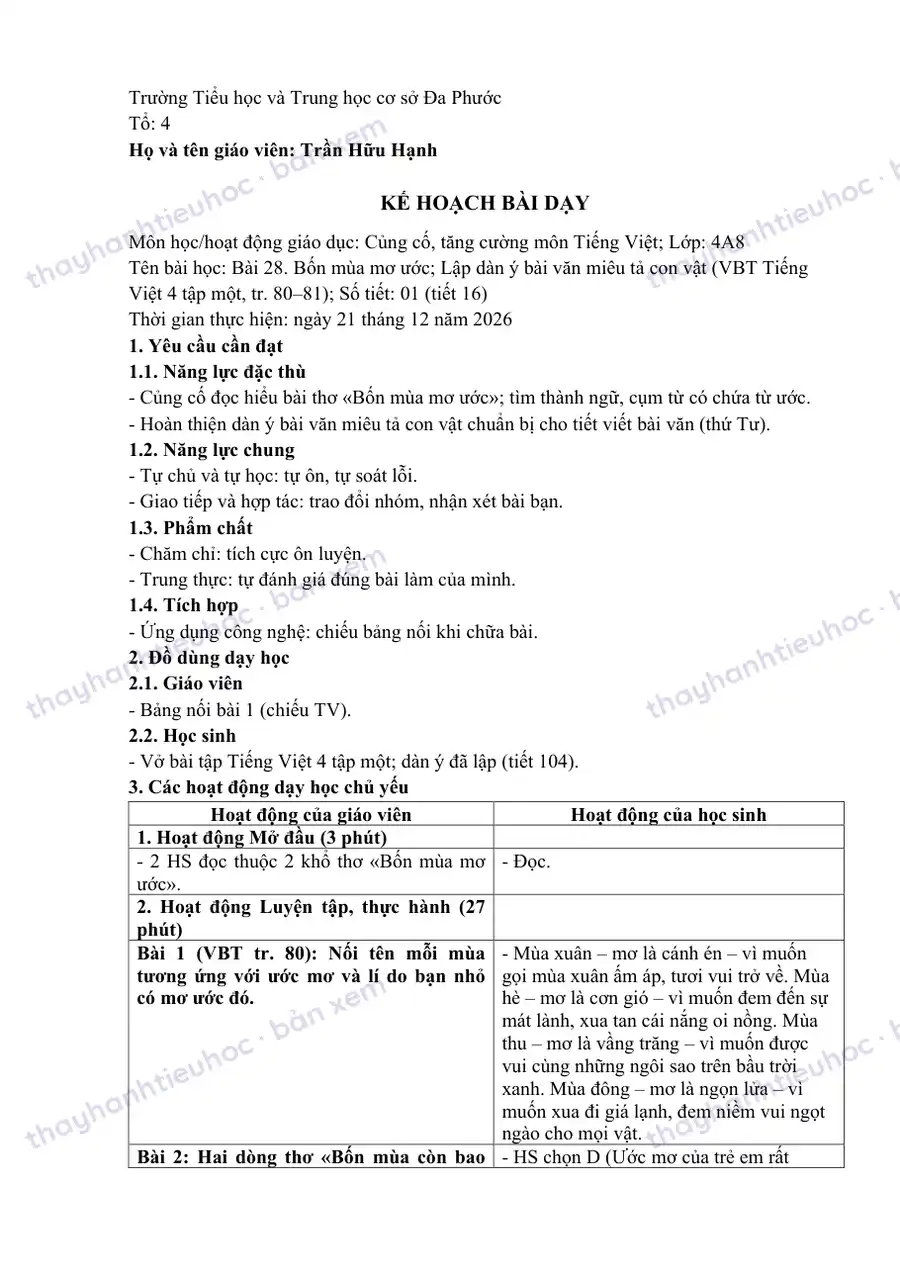 Trường Tiểu học và Trung học cơ sở Đa Phước
Tổ: 4
Họ và tên giáo viên: Trần Hữu Hạnh
KẾ HOẠCH BÀI DẠY
Môn học/hoạt động giáo dục: Củng cố, tăng cường môn Tiếng Việt; Lớp: 4A8
Tên bài học: Bài 28. Bốn mùa mơ ước; Lập dàn ý bài văn miêu tả con vật (VBT Tiếng
Việt 4 tập một, tr. 80–81); Số tiết: 01 (tiết 16)
Thời gian thực hiện: ngày 21 tháng 12 năm 2026
1. Yêu cầu cần đạt
1.1. Năng lực đặc thù
- Củng cố đọc hiểu bài thơ «Bốn mùa mơ ước»; tìm thành ngữ, cụm từ có chứa từ ước.
- Hoàn thiện dàn ý bài văn miêu tả con vật chuẩn bị cho tiết viết bài văn (thứ Tư).
1.2. Năng lực chung
- Tự chủ và tự học: tự ôn, tự soát lỗi.
- Giao tiếp và hợp tác: trao đổi nhóm, nhận xét bài bạn.
1.3. Phẩm chất
- Chăm chỉ: tích cực ôn luyện.
- Trung thực: tự đánh giá đúng bài làm của mình.
1.4. Tích hợp
- Ứng dụng công nghệ: chiếu bảng nối khi chữa bài.
2. Đồ dùng dạy học
2.1. Giáo viên
- Bảng nối bài 1 (chiếu TV).
2.2. Học sinh
- Vở bài tập Tiếng Việt 4 tập một; dàn ý đã lập (tiết 104).
3. Các hoạt động dạy học chủ yếu
Hoạt động của giáo viên
Hoạt động của học sinh
1. Hoạt động Mở đầu (3 phút)
- 2 HS đọc thuộc 2 khổ thơ «Bốn mùa mơ
ước».
- Đọc.
2. Hoạt động Luyện tập, thực hành (27
phút)
Bài 1 (VBT tr. 80): Nối tên mỗi mùa
tương ứng với ước mơ và lí do bạn nhỏ
có mơ ước đó.
- Mùa xuân – mơ là cánh én – vì muốn
gọi mùa xuân ấm áp, tươi vui trở về. Mùa
hè – mơ là cơn gió – vì muốn đem đến sự
mát lành, xua tan cái nắng oi nồng. Mùa
thu – mơ là vầng trăng – vì muốn được
vui cùng những ngôi sao trên bầu trời
xanh. Mùa đông – mơ là ngọn lửa – vì
muốn xua đi giá lạnh, đem niềm vui ngọt
ngào cho mọi vật.
Bài 2: Hai dòng thơ «Bốn mùa còn bao
- HS chọn D (Ước mơ của trẻ em rất
thayhanhtieuhoc · bản xem
thayhanhtieuhoc · b
thayhanhtieuhoc · bản xem
thayhanhtieuhoc · b
thayhanhtieuhoc · bản xem
thayhanhtieuhoc · b